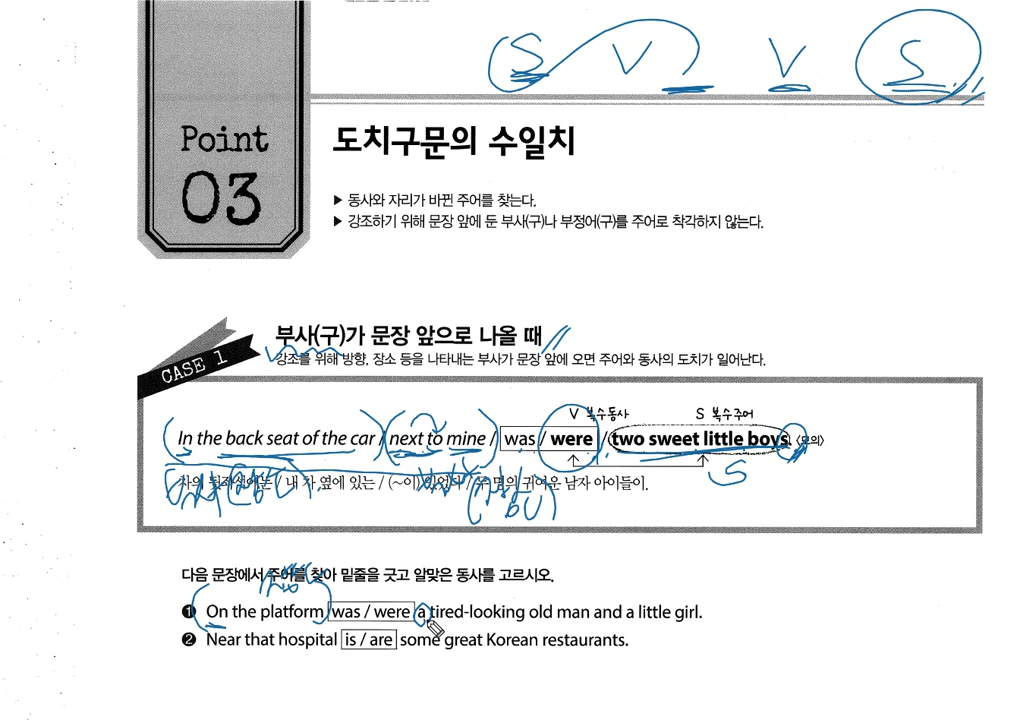 S V V S
Point
03
도치구문의 수일치
▶ 동사와 자리가 바뀐 주어를 찾는다.
▶ 강조하기 위해 문장 앞에 둔 부사(구)나 부정어(구)를 주어로 착각하지 않는다.
CASE 1
부사(구)가 문장 앞으로 나올 때
강조를 위해 방향, 장소 등을 나타내는 부사가 문장 앞에 오면 주어와 동사의 도치가 일어난다.
V 복수동사 S 복수주어
In the back seat of the car / next to mine / was / were / two sweet little boys. <모의>
차의 뒷좌석에는 / 내 차 옆에 있는 / (~이) 있었다 / 두 명의 귀여운 남자 아이들이.
S
다음 문장에서 주어를 찾아 밑줄을 긋고 알맞은 동사를 고르시오.
❶ On the platform was / were a tired-looking old man and a little girl.
❷ Near that hospital is / are some great Korean restaurants.